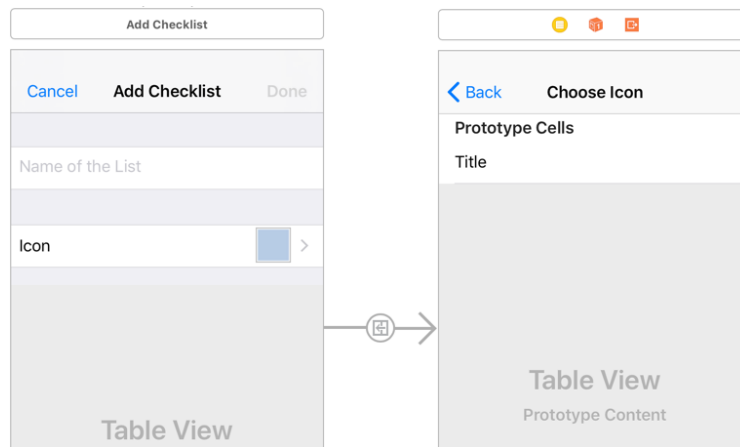 Add Checklist
Cancel Add Checklist Done
Name of the List
Icon
Table View
Back Choose Icon
Prototype Cells
Title
Table View
Prototype Content